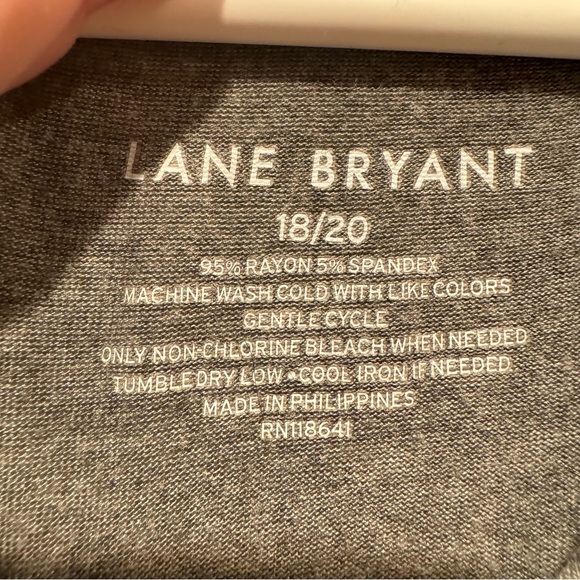 LANE BRYANT
18/20
95% RAYON 5% SPANDEX
MACHINE WASH COLD WITH LIKE COLORS
GENTLE CYCLE
ONLY NON-CHLORINE BLEACH WHEN NEEDED
TUMBLE DRY LOW • COOL IRON IF NEEDED
MADE IN PHILIPPINES
RN118641